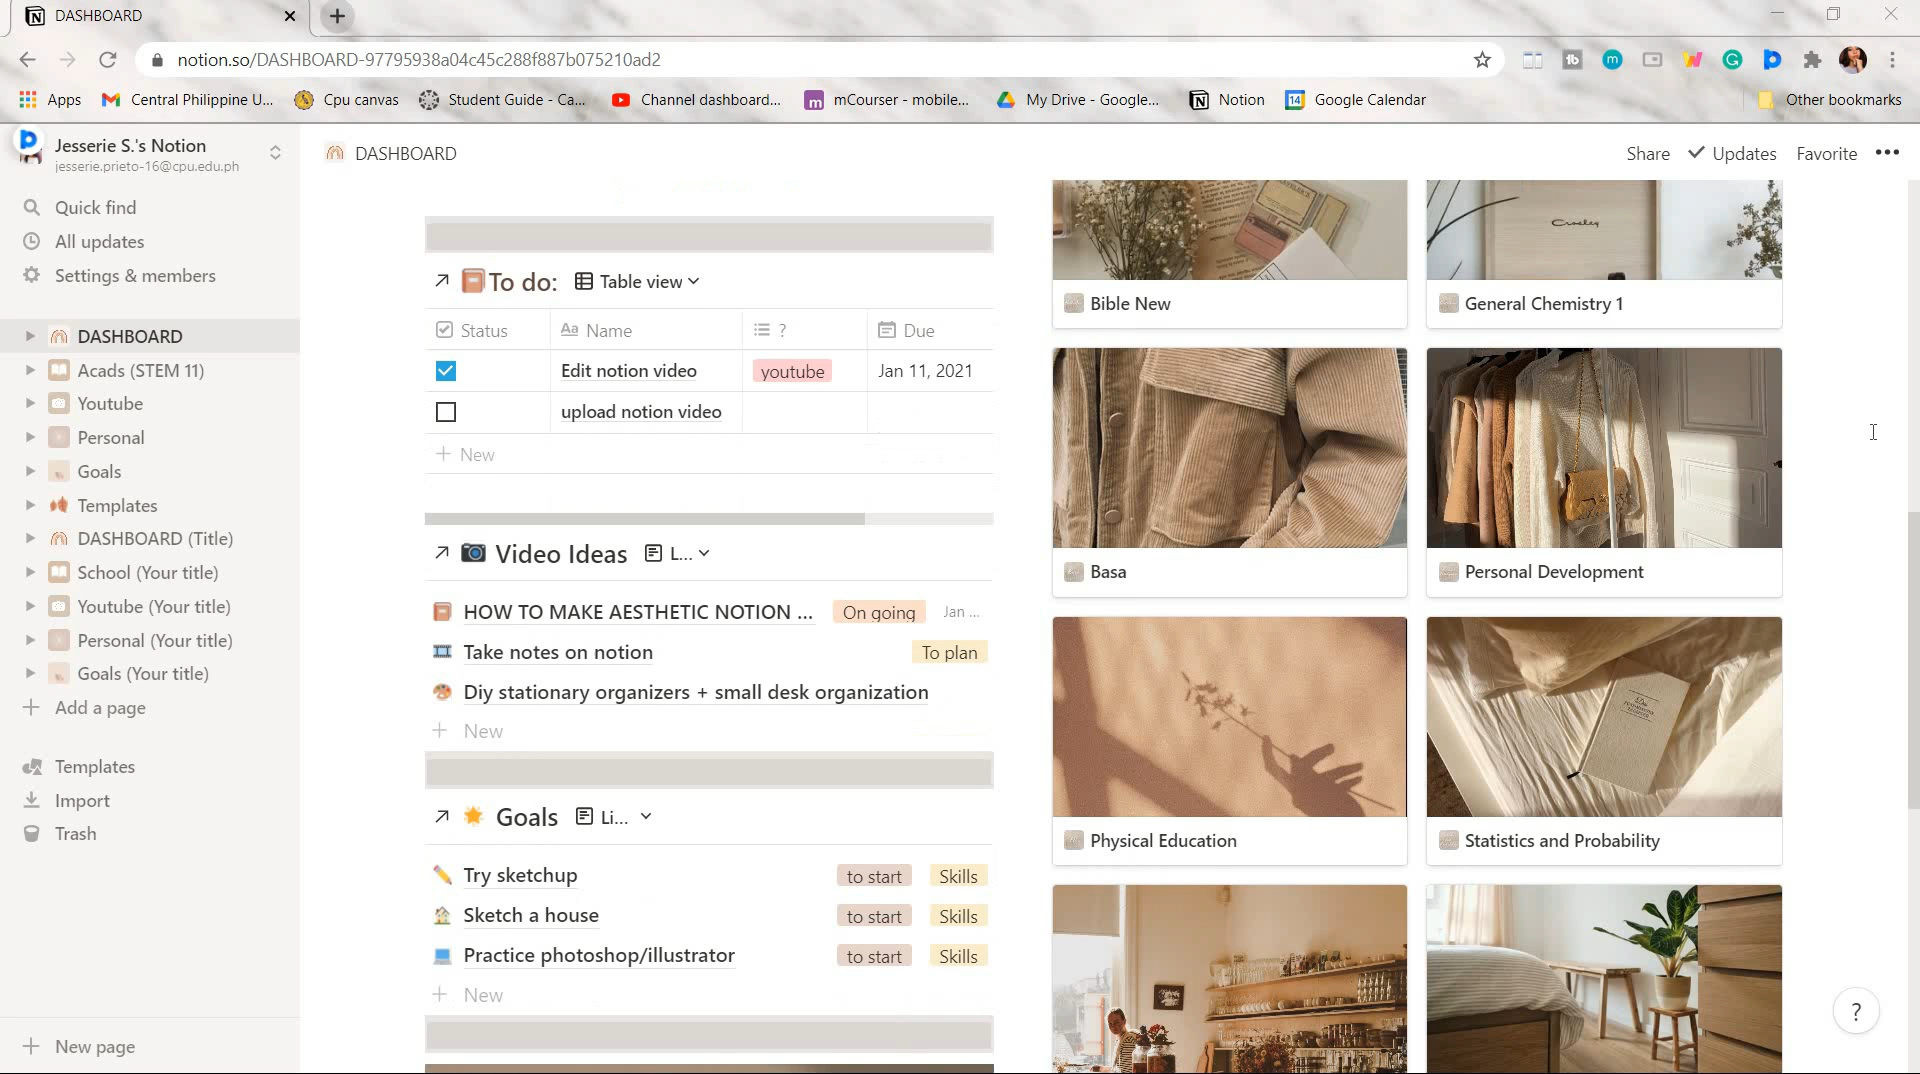 DASHBOARD
notion.so/DASHBOARD-97795938a04c45c288f887b075210ad2
Apps Central Philippine U... Cpu canvas Student Guide - Ca... Channel dashboard... mCourser - mobile... My Drive - Google... Notion Google Calendar Other bookmarks
Jesserie S.'s Notion
jesserie.prieto-16@cpu.edu.ph
Quick find
All updates
Settings & members
DASHBOARD
Acads (STEM 11)
Youtube
Personal
Goals
Templates
DASHBOARD (Title)
School (Your title)
Youtube (Your title)
Personal (Your title)
Goals (Your title)
Add a page
Templates
Import
Trash
New page
DASHBOARD
Share Updates Favorite
To do: Table view
Status Aa Name ? Due
Edit notion video youtube Jan 11, 2021
upload notion video
New
Video Ideas L...
HOW TO MAKE AESTHETIC NOTION ... On going Jan ...
Take notes on notion To plan
Diy stationary organizers + small desk organization
New
Goals Li...
Try sketchup to start Skills
Sketch a house to start Skills
Practice photoshop/illustrator to start Skills
New
Crosley
Bible New
General Chemistry 1
Basa
Personal Development
Physical Education
Statistics and Probability
?